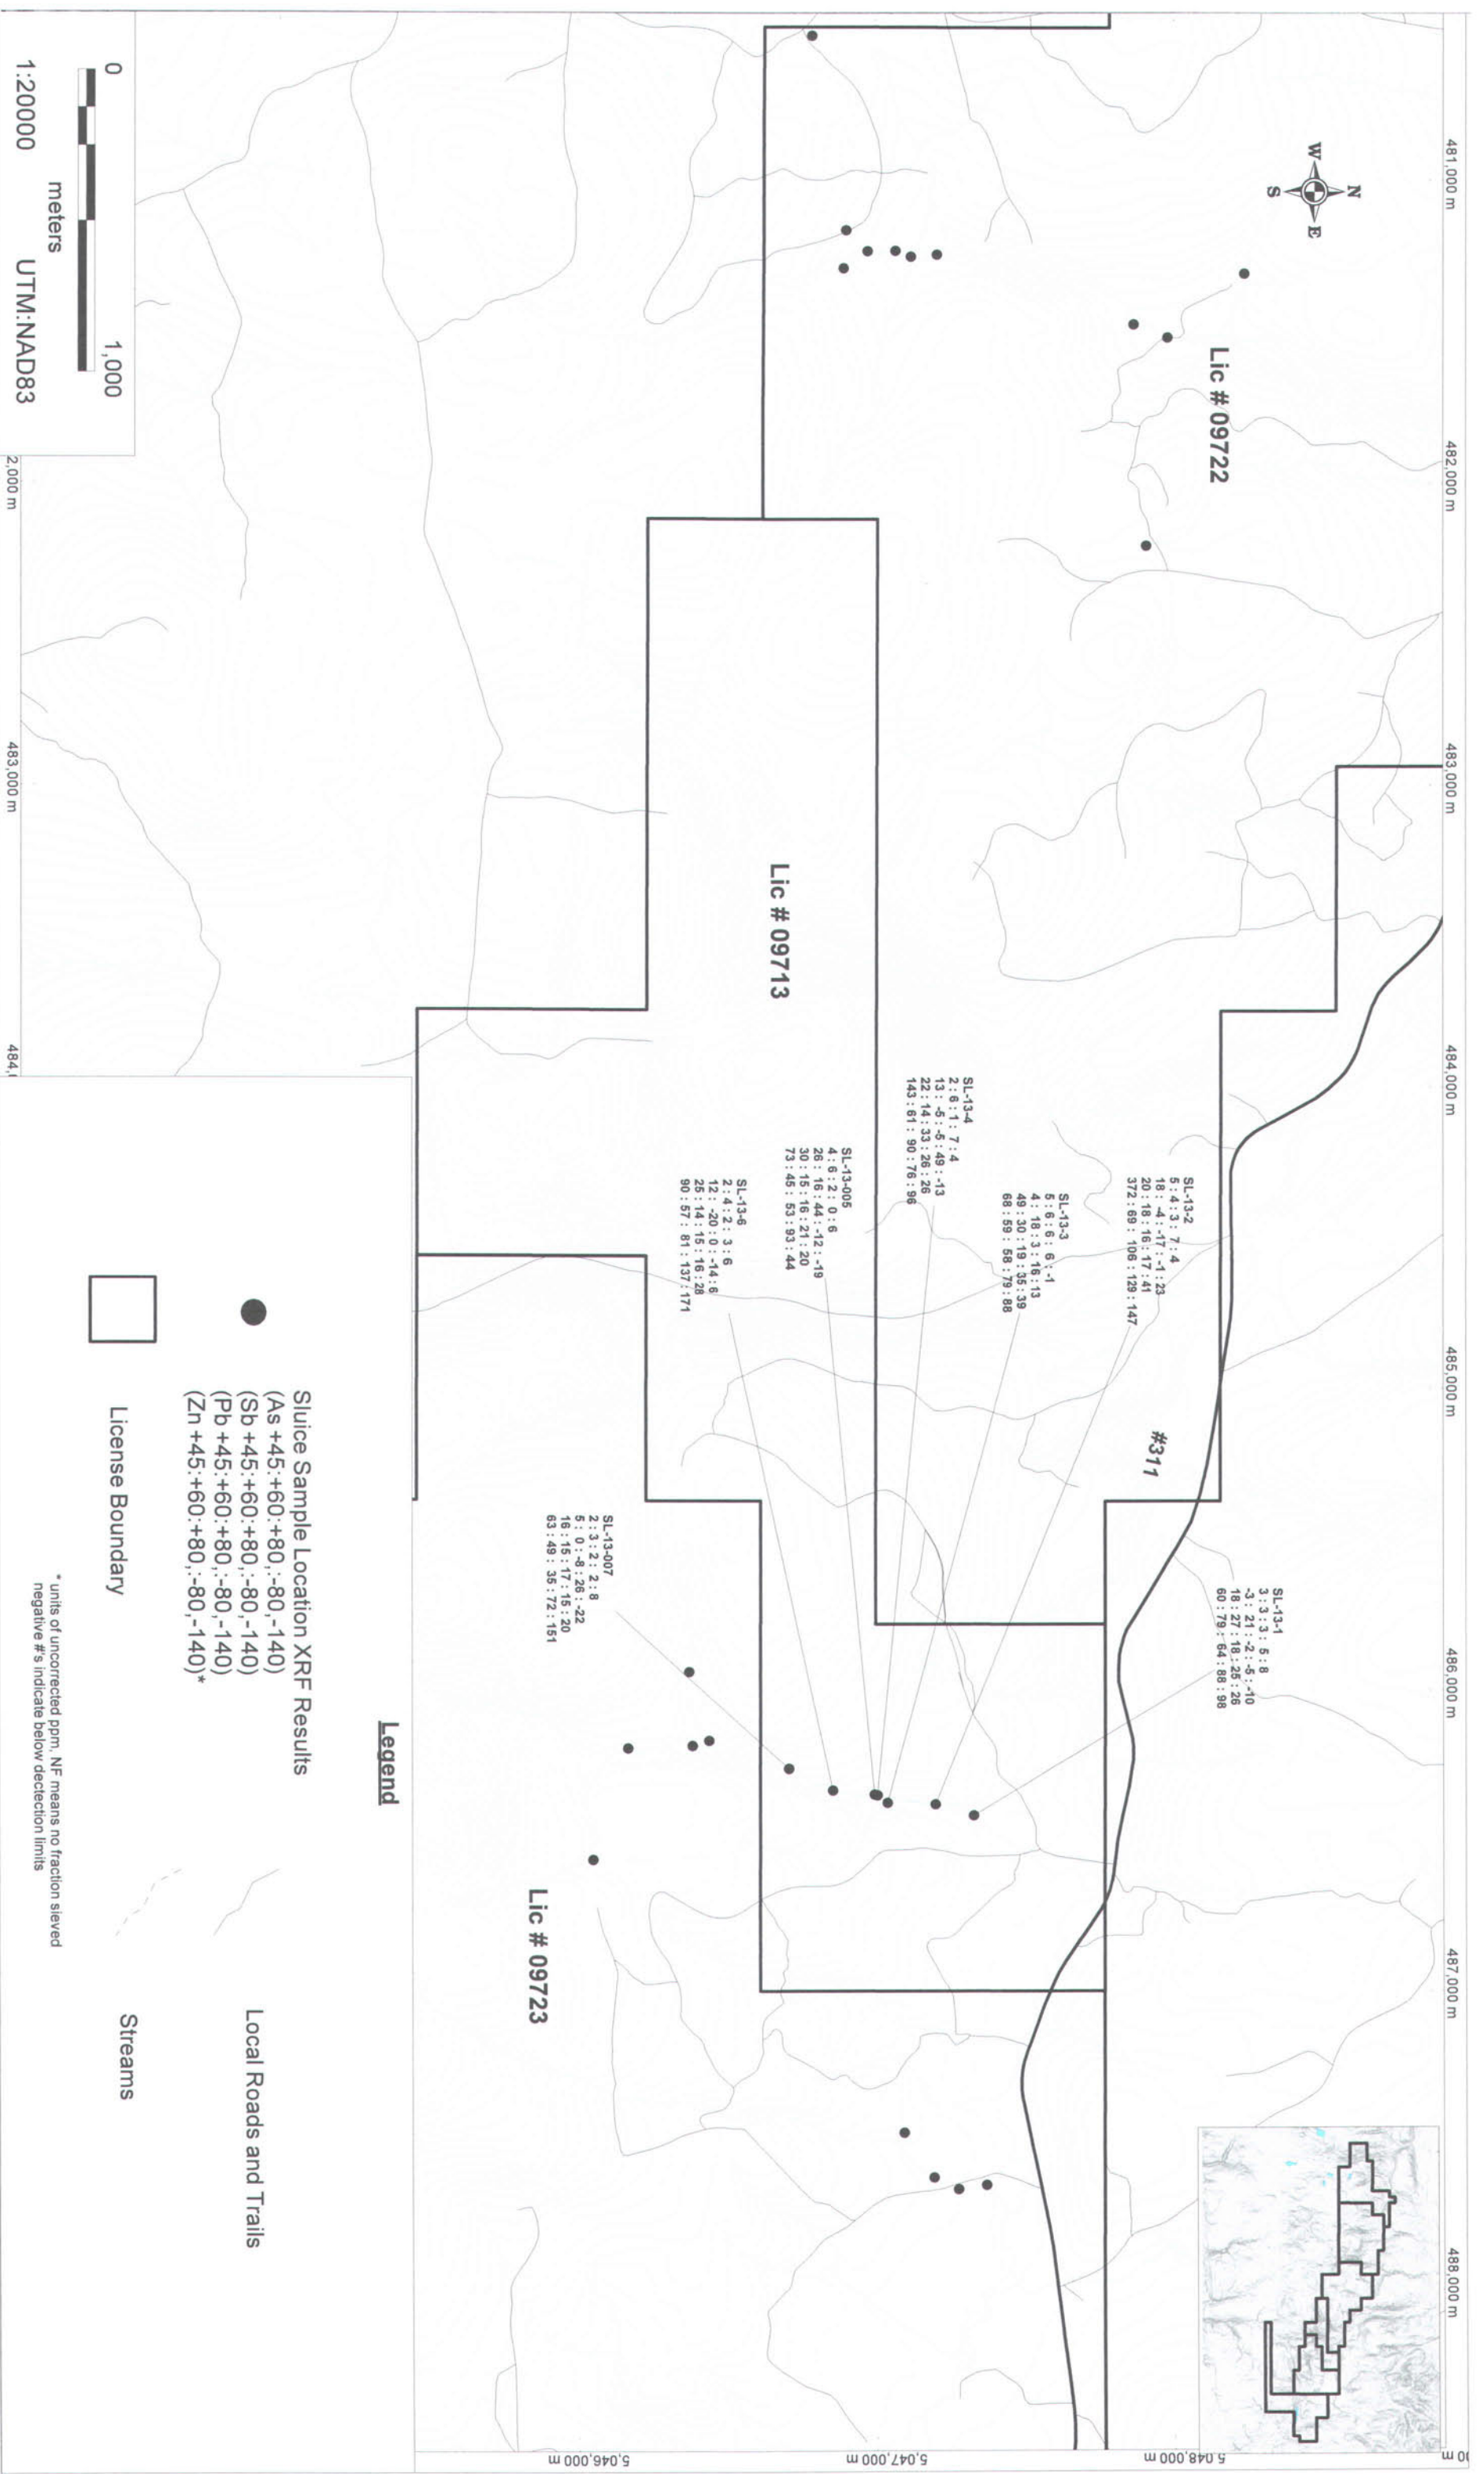 481,000 m
482,000 m
483,000 m
484,000 m
485,000 m
486,000 m
487,000 m
488,000 m
N
W
E
S
Lic # 09722
#311
SL-13-1
3 : 3 : 3 : 5 : 8
-3 : 21 : -2 : -5 : -10
18 : 27 : 18 : 25 : 26
60 : 79 : 64 : 88 : 98
SL-13-2
5 : 4 : 3 : 7 : 4
18 : -4 : -17 : -1 : 23
20 : 18 : 16 : 17 : 41
372 : 69 : 106 : 129 : 147
SL-13-3
5 : 6 : 6 : 6 : -1
4 : 18 : 3 : 16 : 13
49 : 30 : 19 : 35 : 39
68 : 59 : 58 : 79 : 88
SL-13-4
2 : 6 : 1 : 7 : 4
13 : -5 : -5 : 49 : -13
22 : 14 : 33 : 26 : 26
143 : 61 : 90 : 76 : 96
SL-13-005
4 : 6 : 2 : 0 : 6
26 : 16 : 44 : -12 : -19
30 : 15 : 16 : 21 : 20
73 : 45 : 53 : 93 : 44
Lic # 09713
SL-13-6
2 : 4 : 2 : 3 : 6
12 : -20 : 0 : -14 : 6
25 : 14 : 15 : 16 : 28
90 : 57 : 81 : 137 : 171
SL-13-007
2 : 3 : 2 : 2 : 8
5 : 0 : -8 : 26 : -22
16 : 15 : 17 : 15 : 20
63 : 49 : 35 : 72 : 151
Lic # 09723
5,048,000 m
5,047,000 m
5,046,000 m
00 m
Legend
Sluice Sample Location XRF Results
(As +45:+60:+80,:-80,-140)
(Sb +45:+60:+80,:-80,-140)
(Pb +45:+60:+80,:-80,-140)
(Zn +45:+60:+80,:-80,-140)*
License Boundary
Local Roads and Trails
Streams
* units of uncorrected ppm, NF means no fraction sieved
negative #'s indicate below dectection limits
0
1,000
meters
1:20000
UTM:NAD83
2,000 m
483,000 m
484,